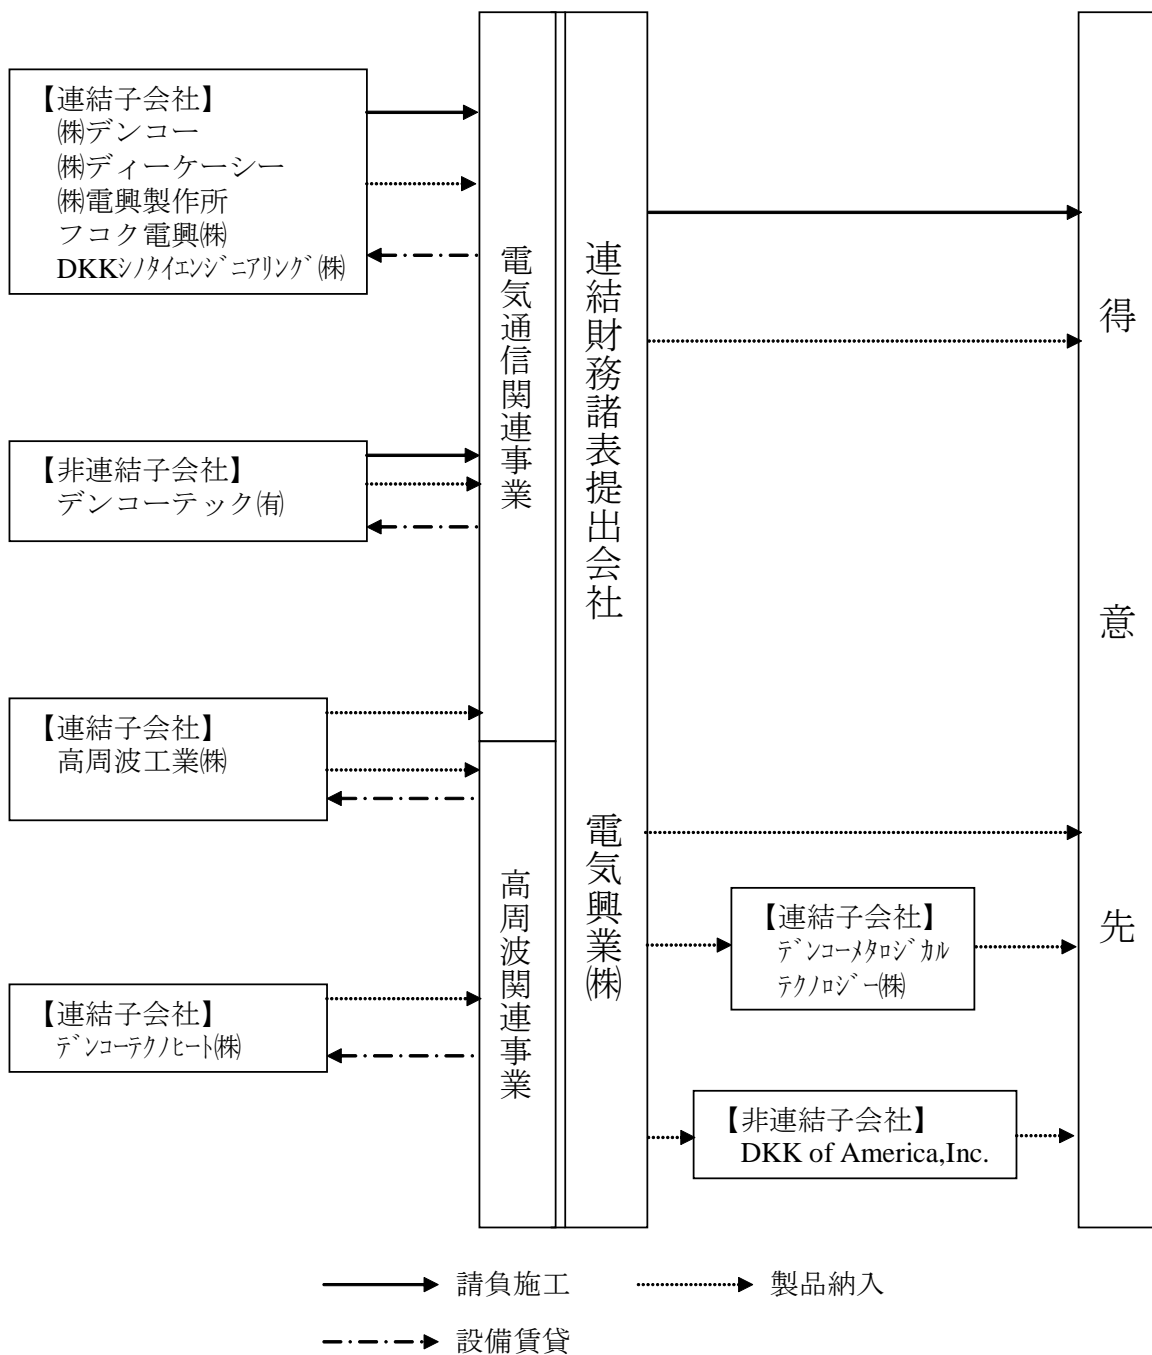 【連結子会社】
㈱デンコー
㈱ディーケーシー
㈱電興製作所
フコク電興㈱
DKKｼﾉﾀｲｴﾝｼﾞﾆｱﾘﾝｸﾞ㈱
【非連結子会社】
デンコーテック㈲
【連結子会社】
高周波工業㈱
【連結子会社】
ﾃﾞﾝｺｰﾃｸﾉﾋｰﾄ㈱
電気通信関連事業
高周波関連事業
連結財務諸表提出会社
電気興業㈱
【連結子会社】
ﾃﾞﾝｺｰﾒﾀﾛｼﾞｶﾙ
ﾃｸﾉﾛｼﾞｰ㈱
【非連結子会社】
DKK of America,Inc.
得意先
請負施工
製品納入
設備賃貸